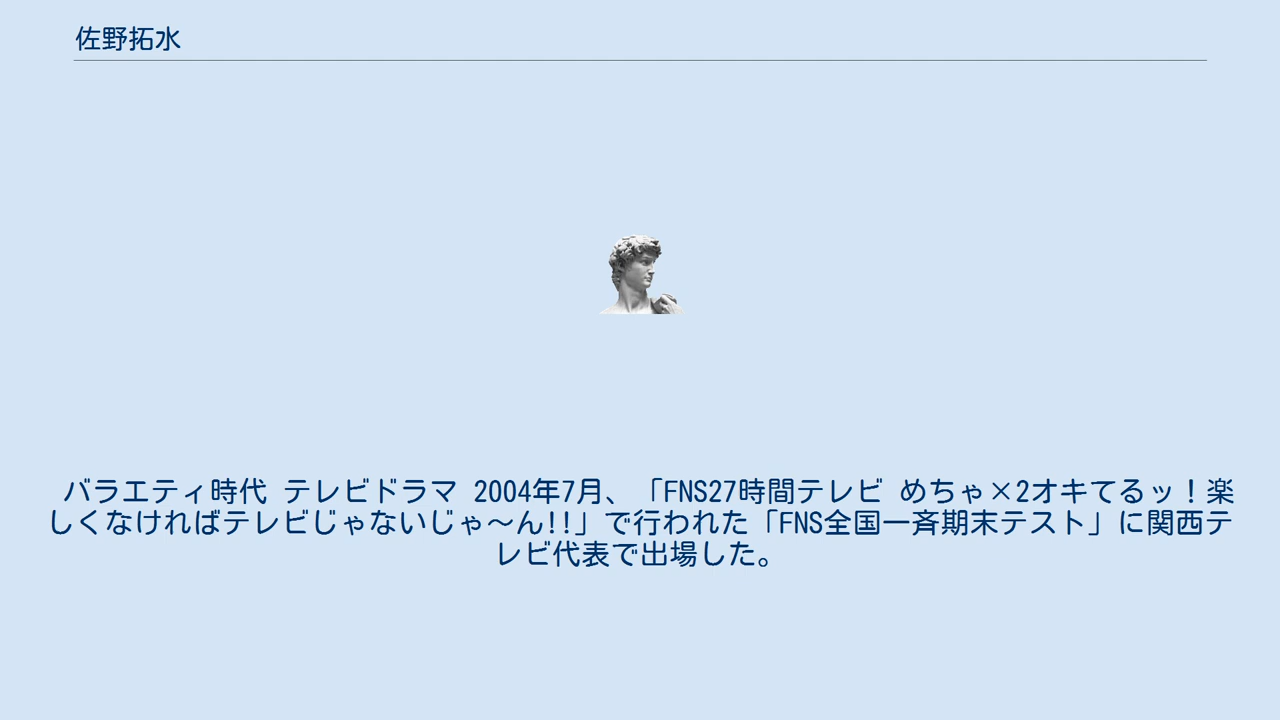 佐野拓水
バラエティ時代 テレビドラマ 2004年7月、「FNS27時間テレビ めちゃ×2オキてるッ！楽
しくなければテレビじゃないじゃ〜ん!!」で行われた「FNS全国一斉期末テスト」に関西テ
レビ代表で出場した。